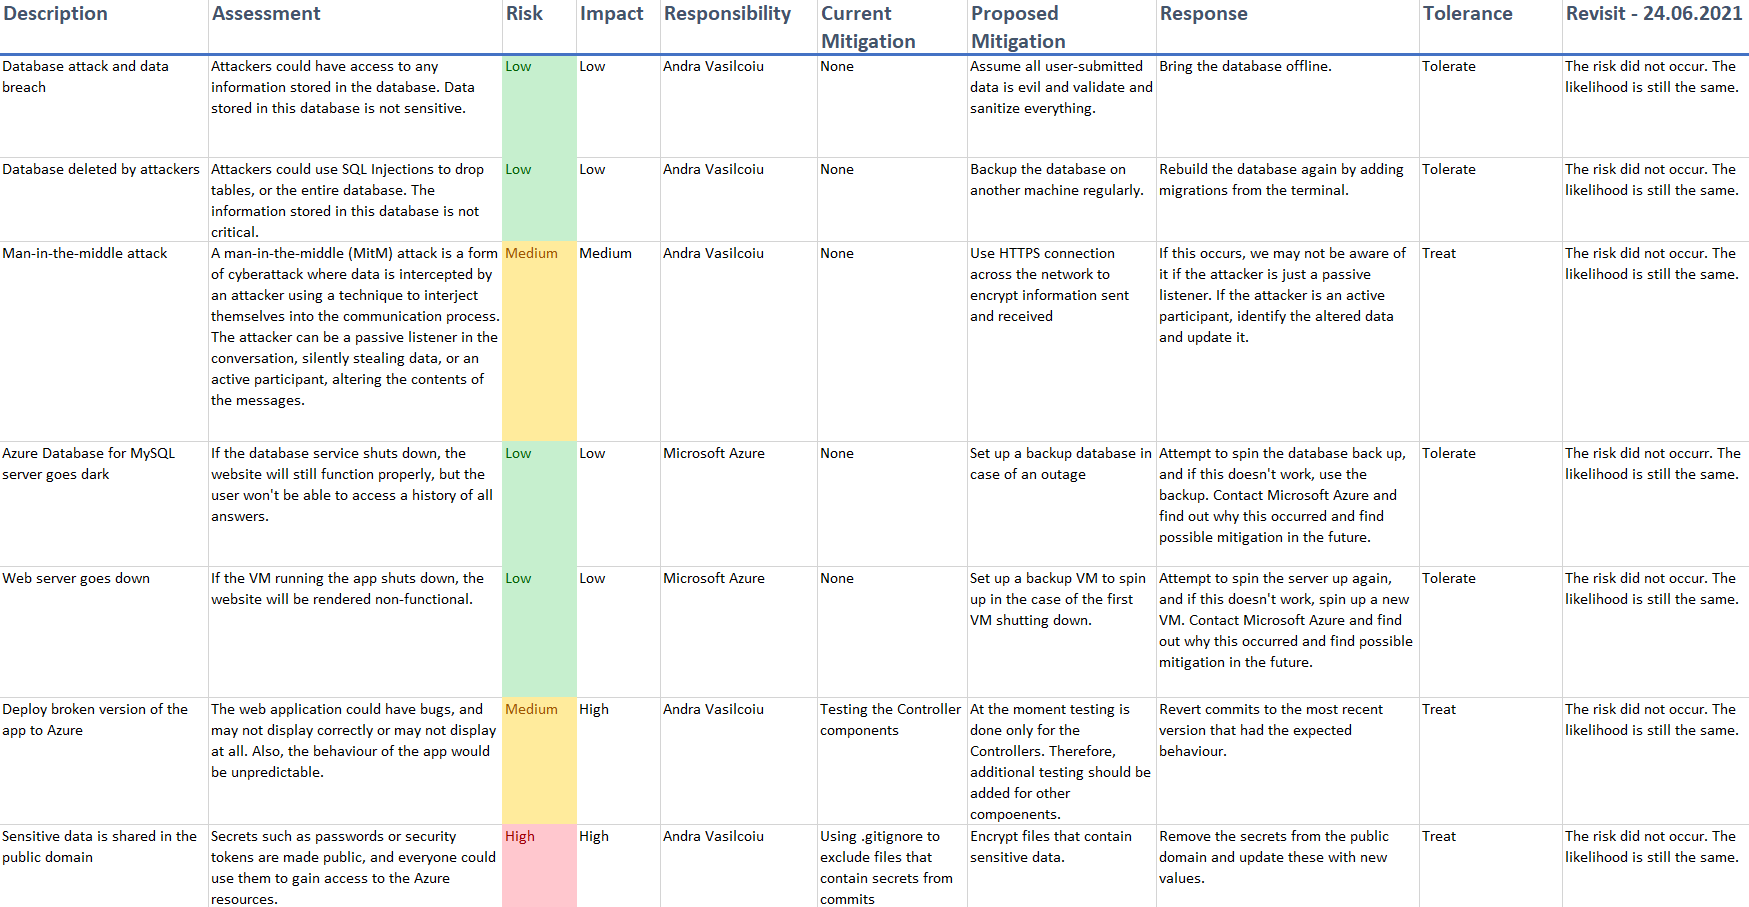 Description
Assessment
Risk
Impact
Responsibility
Current
Mitigation
Proposed
Mitigation
Response
Tolerance
Revisit - 24.06.2021
Database attack and data
breach
Attackers could have access to any
information stored in the database. Data
stored in this database is not sensitive.
Low
Low
Andra Vasilcoiu
None
Assume all user-submitted
data is evil and validate and
sanitize everything.
Bring the database offline.
Tolerate
The risk did not occur. The
likelihood is still the same.
Database deleted by attackers
Attackers could use SQL Injections to drop
tables, or the entire database. The
information stored in this database is not
critical.
Low
Low
Andra Vasilcoiu
None
Backup the database on
another machine regularly.
Rebuild the database again by adding
migrations from the terminal.
Tolerate
The risk did not occur. The
likelihood is still the same.
Man-in-the-middle attack
A man-in-the-middle (MitM) attack is a form
of cyberattack where data is intercepted by
an attacker using a technique to interject
themselves into the communication process.
The attacker can be a passive listener in the
conversation, silently stealing data, or an
active participant, altering the contents of
the messages.
Medium
Medium
Andra Vasilcoiu
None
Use HTTPS connection
across the network to
encrypt information sent
and received
If this occurs, we may not be aware of
it if the attacker is just a passive
listener. If the attacker is an active
participant, identify the altered data
and update it.
Treat
The risk did not occur. The
likelihood is still the same.
Azure Database for MySQL
server goes dark
If the database service shuts down, the
website will still function properly, but the
user won't be able to access a history of all
answers.
Low
Low
Microsoft Azure
None
Set up a backup database in
case of an outage
Attempt to spin the database back up,
and if this doesn't work, use the
backup. Contact Microsoft Azure and
find out why this occurred and find
possible mitigation in the future.
Tolerate
The risk did not occurr. The
likelihood is still the same.
Web server goes down
If the VM running the app shuts down, the
website will be rendered non-functional.
Low
Low
Microsoft Azure
None
Set up a backup VM to spin
up in the case of the first
VM shutting down.
Attempt to spin the server up again,
and if this doesn't work, spin up a new
VM. Contact Microsoft Azure and find
out why this occurred and find possible
mitigation in the future.
Tolerate
The risk did not occur. The
likelihood is still the same.
Deploy broken version of the
app to Azure
The web application could have bugs, and
may not display correctly or may not display
at all. Also, the behaviour of the app would
be unpredictable.
Medium
High
Andra Vasilcoiu
Testing the Controller
components
At the moment testing is
done only for the
Controllers. Therefore,
additional testing should be
added for other
compoenents.
Revert commits to the most recent
version that had the expected
behaviour.
Treat
The risk did not occur. The
likelihood is still the same.
Sensitive data is shared in the
public domain
Secrets such as passwords or security
tokens are made public, and everyone could
use them to gain access to the Azure
resources.
High
High
Andra Vasilcoiu
Using .gitignore to
exclude files that
contain secrets from
commits
Encrypt files that contain
sensitive data.
Remove the secrets from the public
domain and update these with new
values.
Treat
The risk did not occur. The
likelihood is still the same.